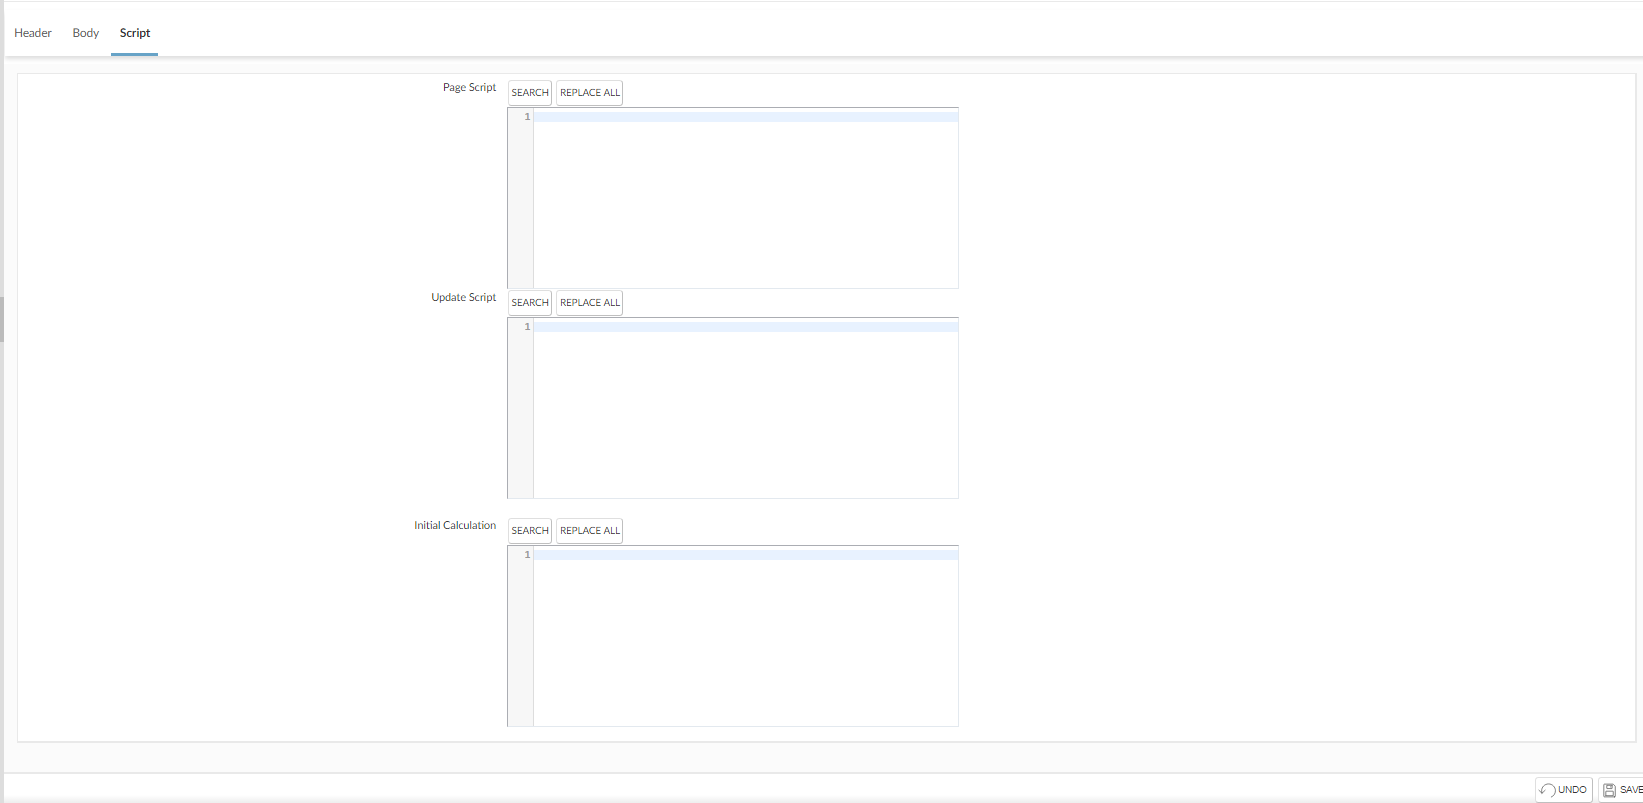 Header Body Script
Page Script SEARCH REPLACE ALL
1
Update Script SEARCH REPLACE ALL
1
Initial Calculation SEARCH REPLACE ALL
1
UNDO SAVE